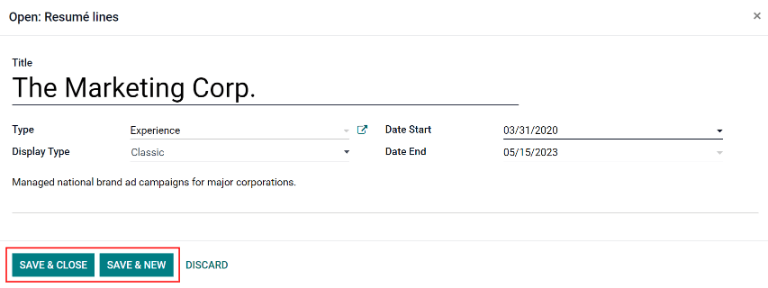 Open: Resumé lines ×
Title
The Marketing Corp.
Type Experience Date Start 03/31/2020
Display Type Classic Date End 05/15/2023
Managed national brand ad campaigns for major corporations.
SAVE & CLOSE SAVE & NEW DISCARD